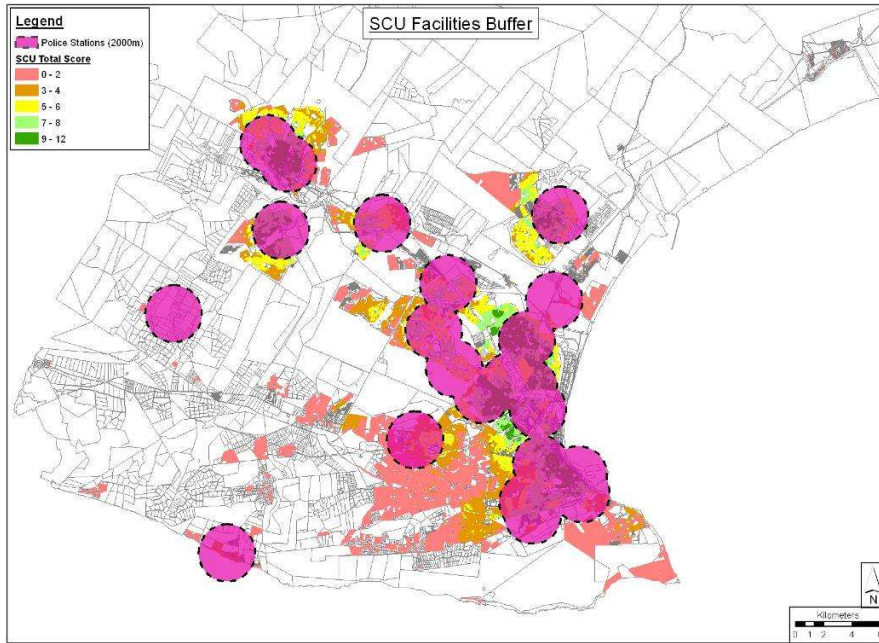 SCU Facilities Buffer
Legend
Police Stations (2000m)
SCU Total Score
0 - 2
3 - 4
5 - 6
7 - 8
9 - 12
N
Kilometers
0 1 2 4